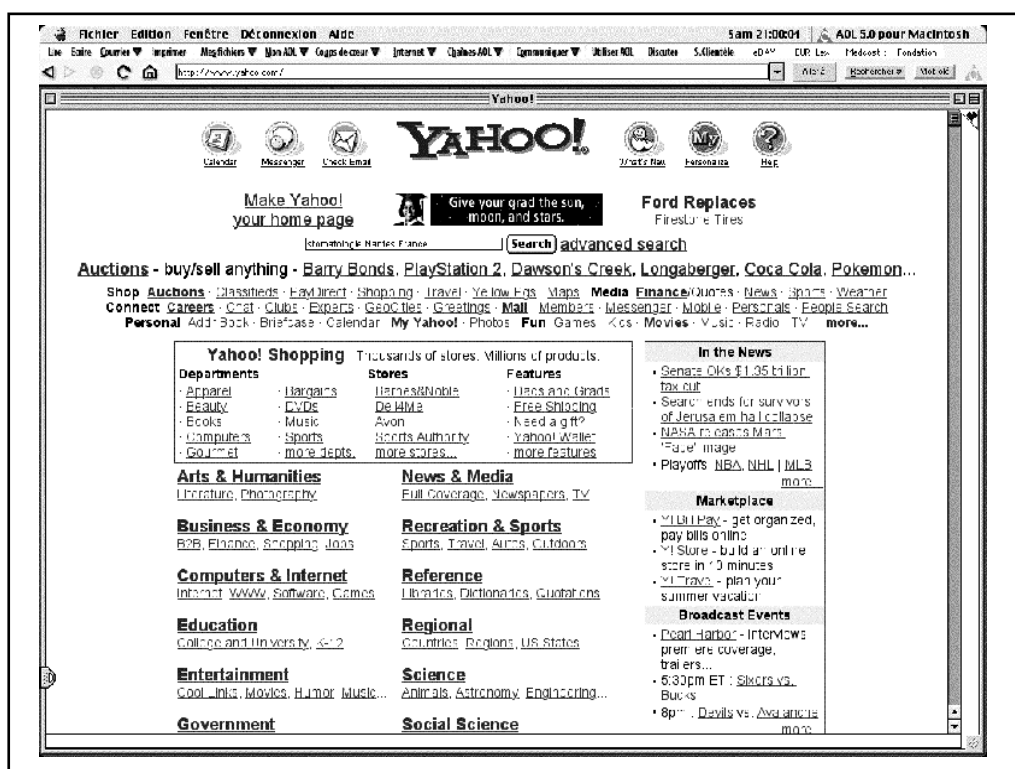 Fichier Edition Fenêtre Déconnexion Aide Sam 21:00:04 AOL 5.0 pour Macintosh
Lire Ecrire Courrier Imprimer Mes fichiers Mon AOL Coups de coeur Internet Chaînes AOL Communiquer Utiliser AOL Discuter S.Clientèle
http://www.yahoo.com/ Rechercher Mot clé
Yahoo!
YAHOO!
Calendar Messenger Check Email What's New Personalize Help
Make Yahoo! your home page
Give your grad the sun, moon, and stars.
Ford Replaces
Firestone Tires
stomatologie Nantes France Search advanced search
Auctions - buy/sell anything - Barry Bonds, PlayStation 2, Dawson's Creek, Longaberger, Coca Cola, Pokemon...
Shop Auctions · Classifieds · PayDirect · Shopping · Travel · Yellow Pgs · Maps Media Finance/Quotes · News · Sports · Weather
Connect Careers · Chat · Clubs · Experts · GeoCities · Greetings · Mail · Members · Messenger · Mobile · Personals · People Search
Personal Addr Book · Briefcase · Calendar · My Yahoo! · Photos Fun Games · Kids · Movies · Music · Radio · TV more...
Yahoo! Shopping Thousands of stores. Millions of products.
Departments Stores Features
· Apparel · Bargains Barnes&Noble · Dads and Grads
· Beauty · DVDs Dell4Me · Free Shipping
· Books · Music Avon · Need a gift?
· Computers · Sports Sports Authority · Yahoo! Wallet
· Gourmet · more depts. more stores... · more features
Arts & Humanities
Literature, Photography...
News & Media
Full Coverage, Newspapers, TV...
Business & Economy
B2B, Finance, Shopping, Jobs...
Recreation & Sports
Sports, Travel, Autos, Outdoors...
Computers & Internet
Internet, WWW, Software, Games...
Reference
Libraries, Dictionaries, Quotations...
Education
College and University, K-12...
Regional
Countries, Regions, US States...
Entertainment
Cool Links, Movies, Humor, Music...
Science
Animals, Astronomy, Engineering...
Government
Social Science
In the News
· Senate OKs $1.35 trillion
tax cut
· Search ends for survivors
of Jerusalem hall collapse
· NASA releases Mars
'Face' image
· Playoffs: NBA, NHL | MLB
more...
Marketplace
· Y! Bill Pay - get organized,
pay bills online
· Y! Store - build an online
store in 10 minutes
· Y! Travel - plan your
summer vacation
Broadcast Events
· Pearl Harbor - interviews
premiere coverage,
trailers...
· 5:30pm ET : Sixers vs.
Bucks
· 8pm : Devils vs. Avalanche
more...